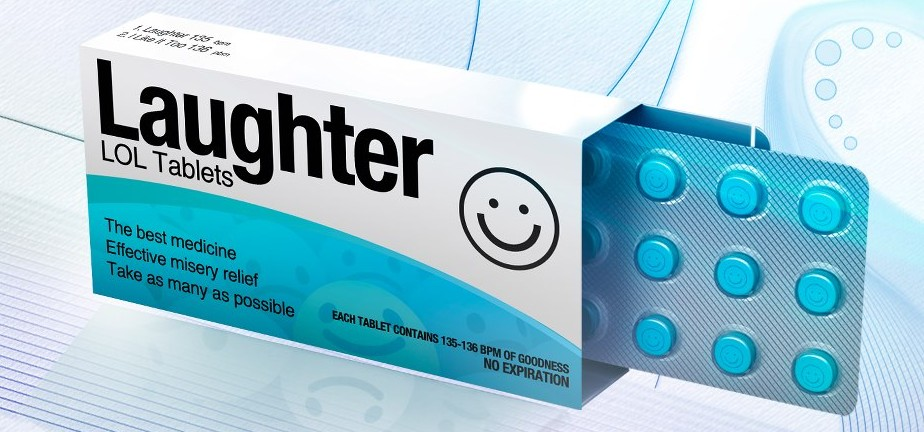 1. Laughter 135 bpm
2. I Like it Too 136 bpm
Laughter
LOL Tablets
The best medicine
Effective misery relief
Take as many as possible
EACH TABLET CONTAINS 135-136 BPM OF GOODNESS
NO EXPIRATION